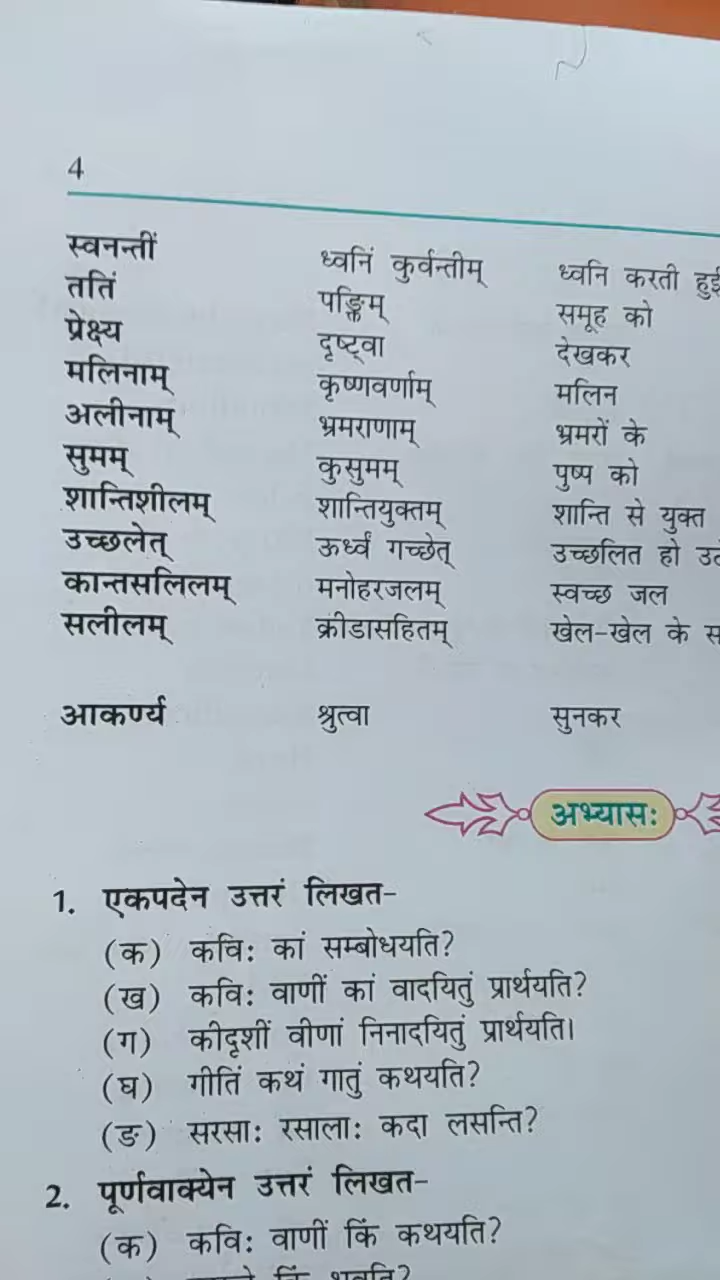 4
स्वनन्तीं ध्वनिं कुर्वन्तीम् ध्वनि करती हुई
ततिं पङ्क्तिम् समूह को
प्रेक्ष्य दृष्ट्वा देखकर
मलिनाम् कृष्णवर्णाम् मलिन
अलीनाम् भ्रमराणाम् भ्रमरों के
सुमम् कुसुमम् पुष्प को
शान्तिशीलम् शान्तियुक्तम् शान्ति से युक्त
उच्छलेत् ऊर्ध्वं गच्छेत् उच्छलित हो
कान्तसलिलम् मनोहरजलम् स्वच्छ जल
सलीलम् क्रीडासहितम् खेल-खेल के
आकर्ण्य श्रुत्वा सुनकर
अभ्यासः
1. एकपदेन उत्तरं लिखत-
(क) कविः कां सम्बोधयति?
(ख) कविः वाणीं कां वादयितुं प्रार्थयति?
(ग) कीदृशीं वीणां निनादयितुं प्रार्थयति।
(घ) गीतिं कथं गातुं कथयति?
(ङ) सरसाः रसालाः कदा लसन्ति?
2. पूर्णवाक्येन उत्तरं लिखत-
(क) कविः वाणीं किं कथयति?